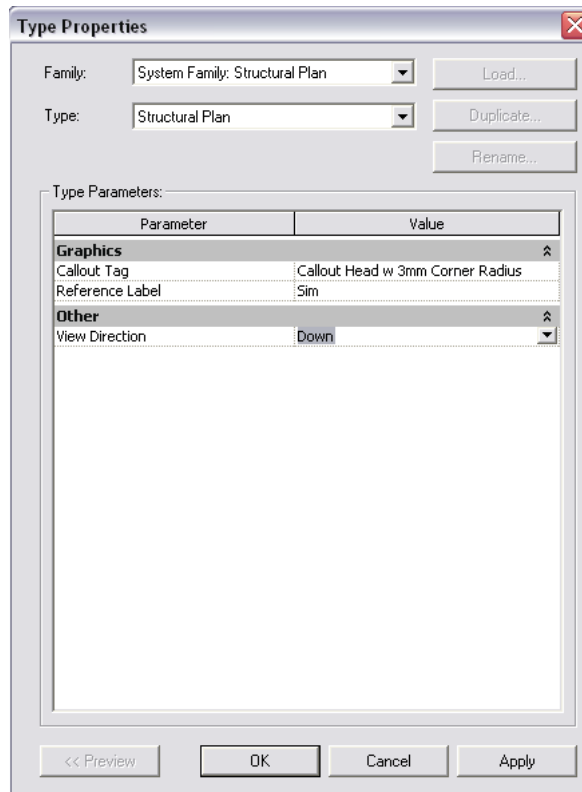 Type Properties
Family: System Family: Structural Plan Load...
Type: Structural Plan Duplicate...
Rename...
Type Parameters:
Parameter Value
Graphics
Callout Tag Callout Head w 3mm Corner Radius
Reference Label Sim
Other
View Direction Down
<< Preview OK Cancel Apply